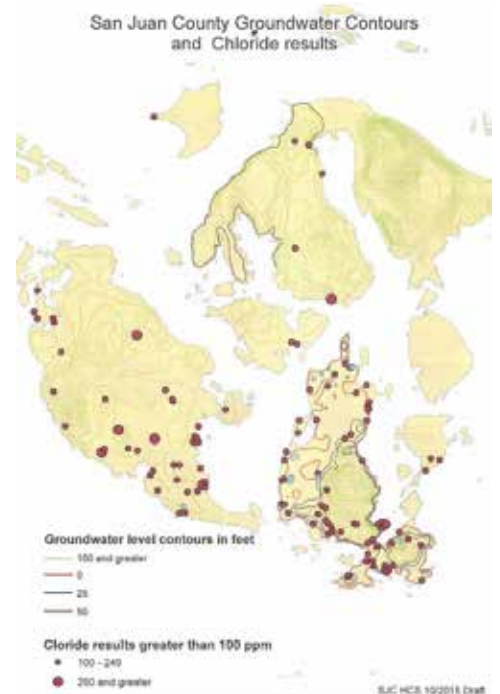 San Juan County Groundwater Contours
and Chloride results
Groundwater level contours in feet
100 and greater
0
25
50
Cloride results greater than 100 ppm
100 - 249
250 and greater
SJC HCS 10/2015 Draft